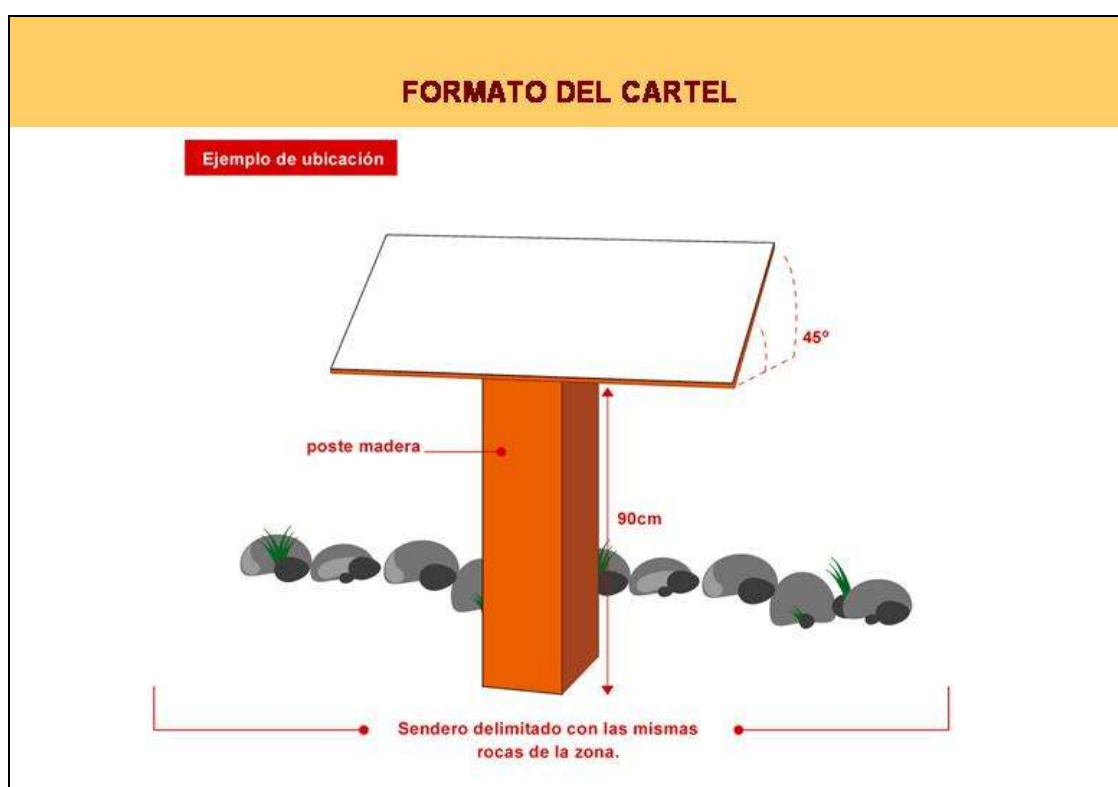 FORMATO DEL CARTEL
Ejemplo de ubicación
45º
poste madera
90cm
Sendero delimitado con las mismas
rocas de la zona.